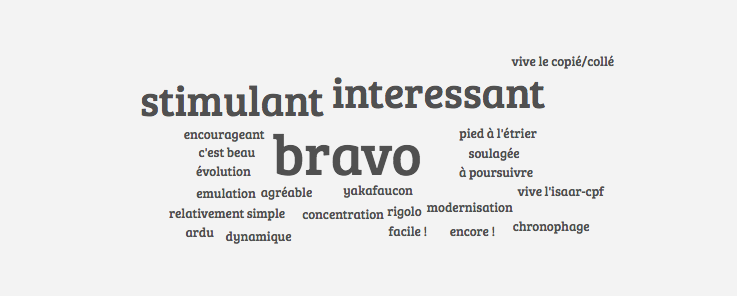 vive le copié/collé
stimulant
interessant
encourageant
bravo
pied à l'étrier
c'est beau
soulagée
évolution
à poursuivre
emulation
agréable
yakafaucon
vive l'isaar-cpf
relativement simple
concentration
rigolo
modernisation
ardu
dynamique
facile !
encore !
chronophage